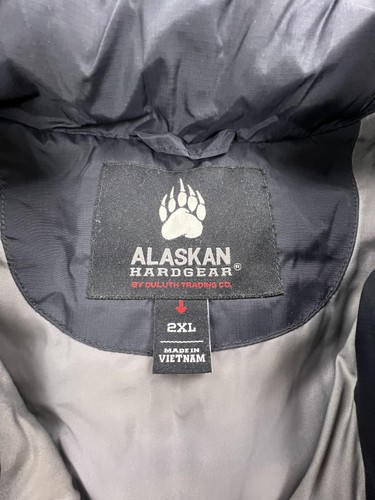 ALASKAN
HARDGEAR®
BY DULUTH TRADING CO.
2XL
MADE IN
VIETNAM